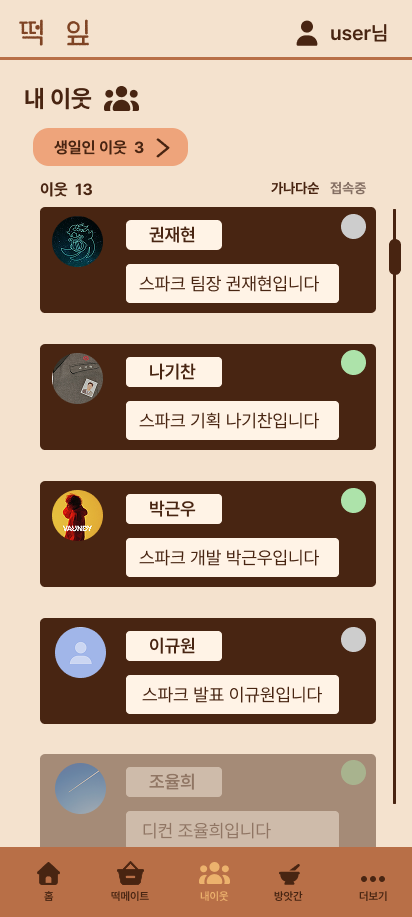 떡 잎
user님
내 이웃
생일인 이웃 3
이웃 13
가나다순 접속중
권재현
스파크 팀장 권재현입니다
나기찬
스파크 기획 나기찬입니다
VAUNDY
박근우
스파크 개발 박근우입니다
이규원
스파크 발표 이규원입니다
조율희
디컨 조율희입니다
홈
떡메이트
내이웃
방앗간
더보기